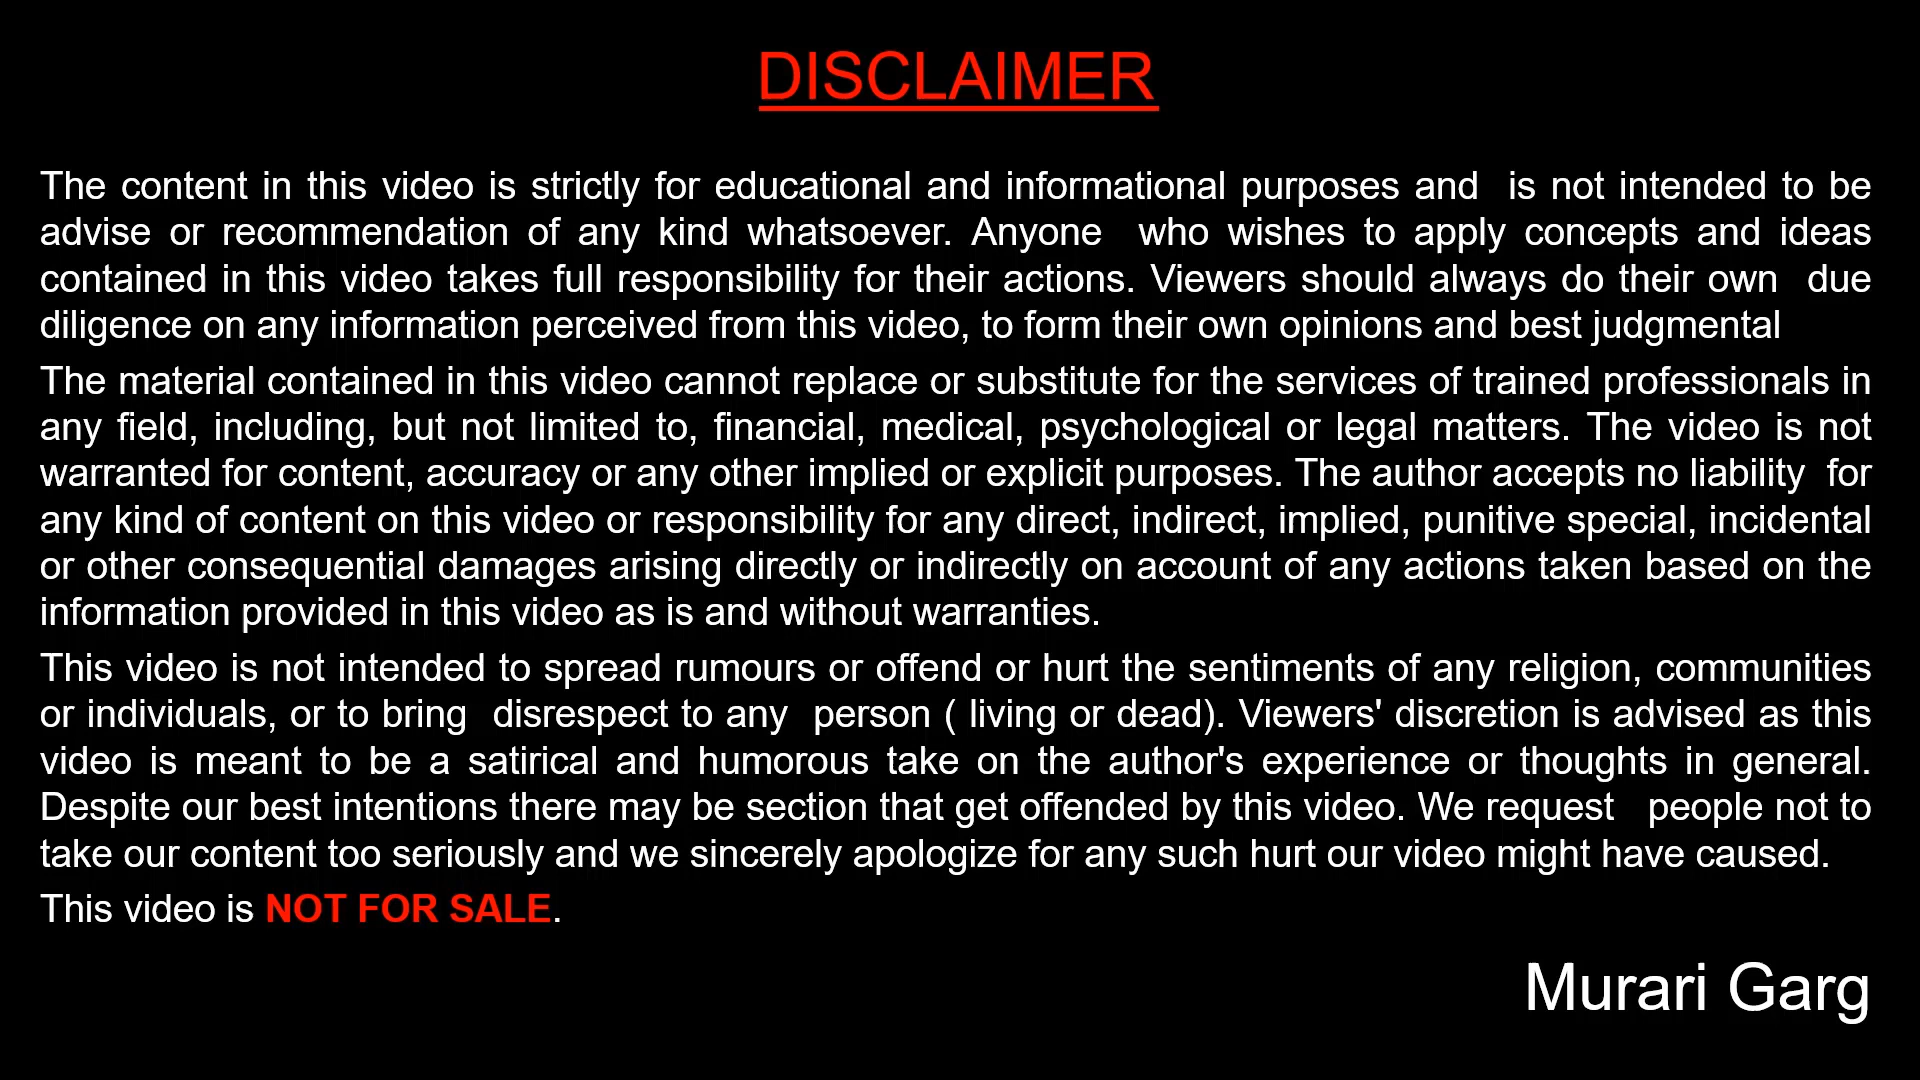 DISCLAIMER
The content in this video is strictly for educational and informational purposes and is not intended to be
advise or recommendation of any kind whatsoever. Anyone who wishes to apply concepts and ideas
contained in this video takes full responsibility for their actions. Viewers should always do their own due
diligence on any information perceived from this video, to form their own opinions and best judgmental
The material contained in this video cannot replace or substitute for the services of trained professionals in
any field, including, but not limited to, financial, medical, psychological or legal matters. The video is not
warranted for content, accuracy or any other implied or explicit purposes. The author accepts no liability for
any kind of content on this video or responsibility for any direct, indirect, implied, punitive special, incidental
or other consequential damages arising directly or indirectly on account of any actions taken based on the
information provided in this video as is and without warranties.
This video is not intended to spread rumours or offend or hurt the sentiments of any religion, communities
or individuals, or to bring disrespect to any person ( living or dead). Viewers' discretion is advised as this
video is meant to be a satirical and humorous take on the author's experience or thoughts in general.
Despite our best intentions there may be section that get offended by this video. We request people not to
take our content too seriously and we sincerely apologize for any such hurt our video might have caused.
This video is NOT FOR SALE.
Murari Garg